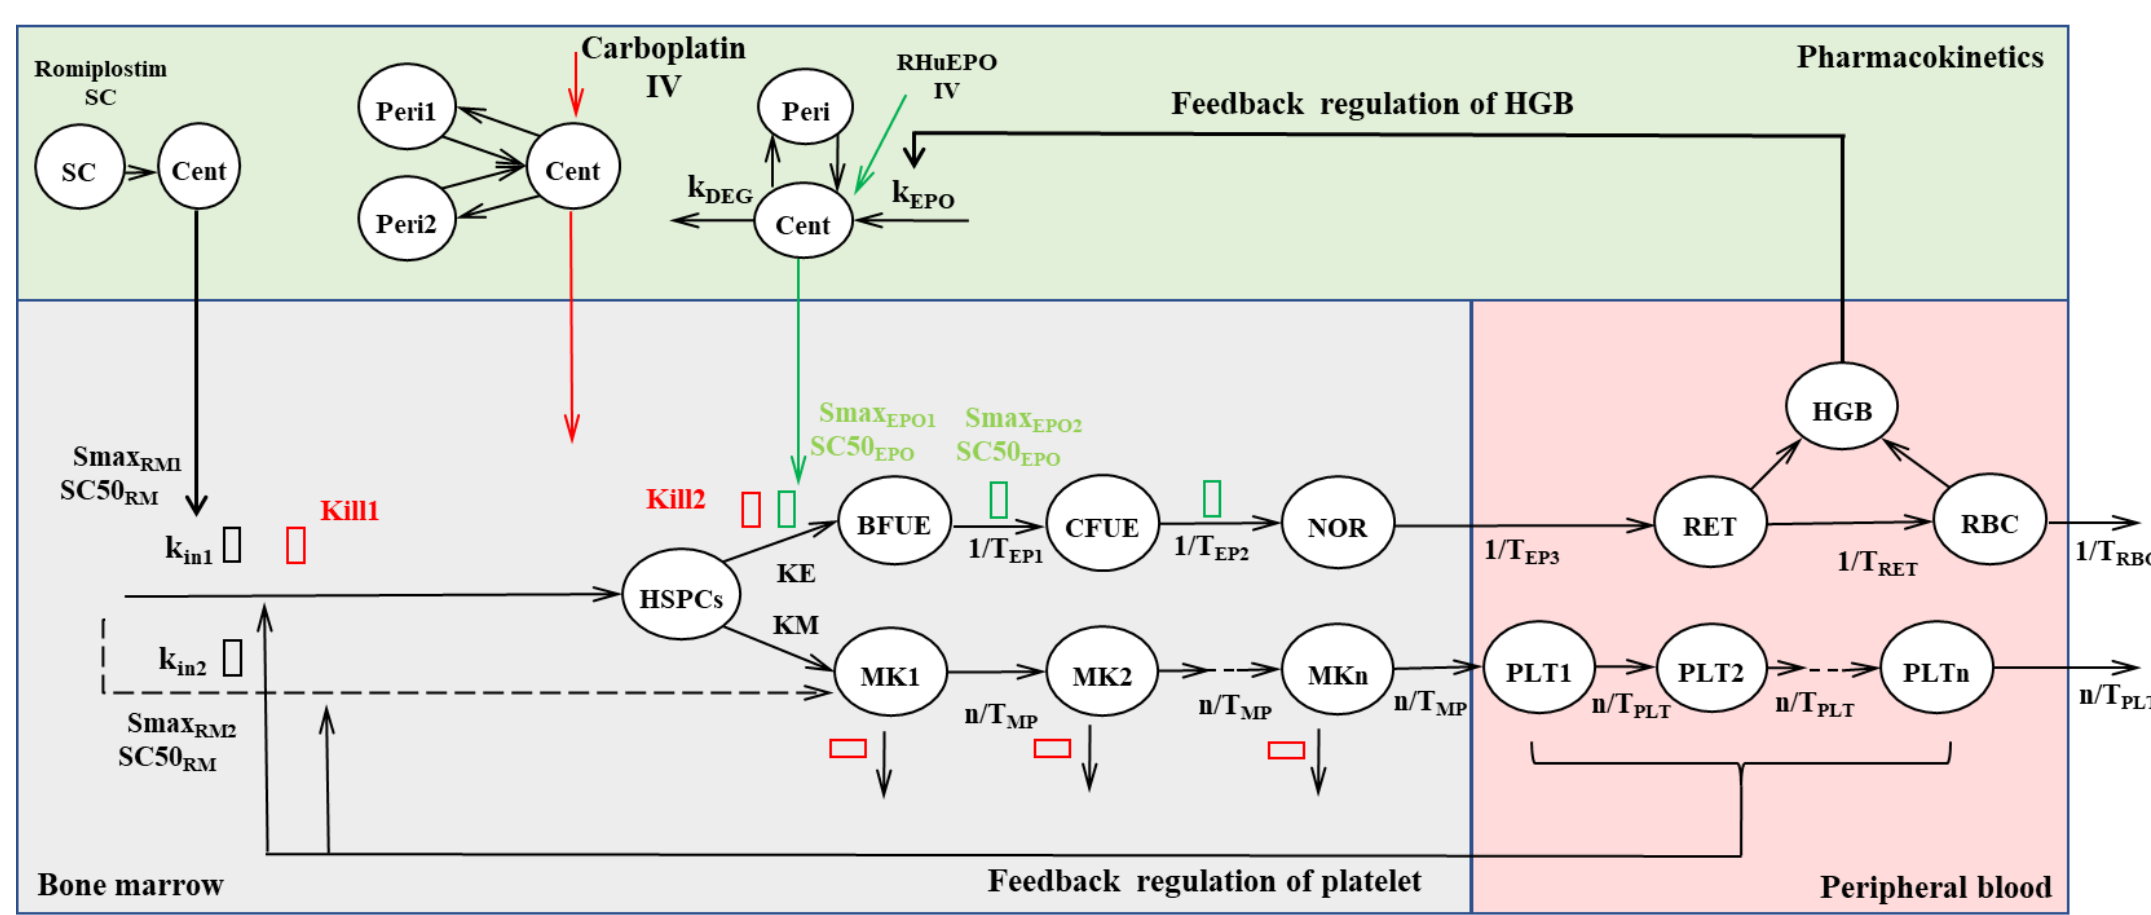 Pharmacokinetics
Romiplostim
SC
SC
Cent
Peri1
Peri2
Carboplatin
IV
Cent
Peri
RHuEPO
IV
Feedback regulation of HGB
kDEG
Cent
kEPO
SmaxRM1
SC50RM
kin1
Kill1
kin2
SmaxRM2
SC50RM
HSPCs
Kill2
SmaxEPO1
SC50EPO
SmaxEPO2
SC50EPO
KE
BFUE
1/TEP1
CFUE
1/TEP2
NOR
1/TEP3
RET
1/TRET
RBC
1/TRBC
HGB
KM
MK1
n/TMP
MK2
n/TMP
MKn
n/TMP
PLT1
n/TPLT
PLT2
n/TPLT
PLTn
n/TPLT
Feedback regulation of platelet
Bone marrow
Peripheral blood